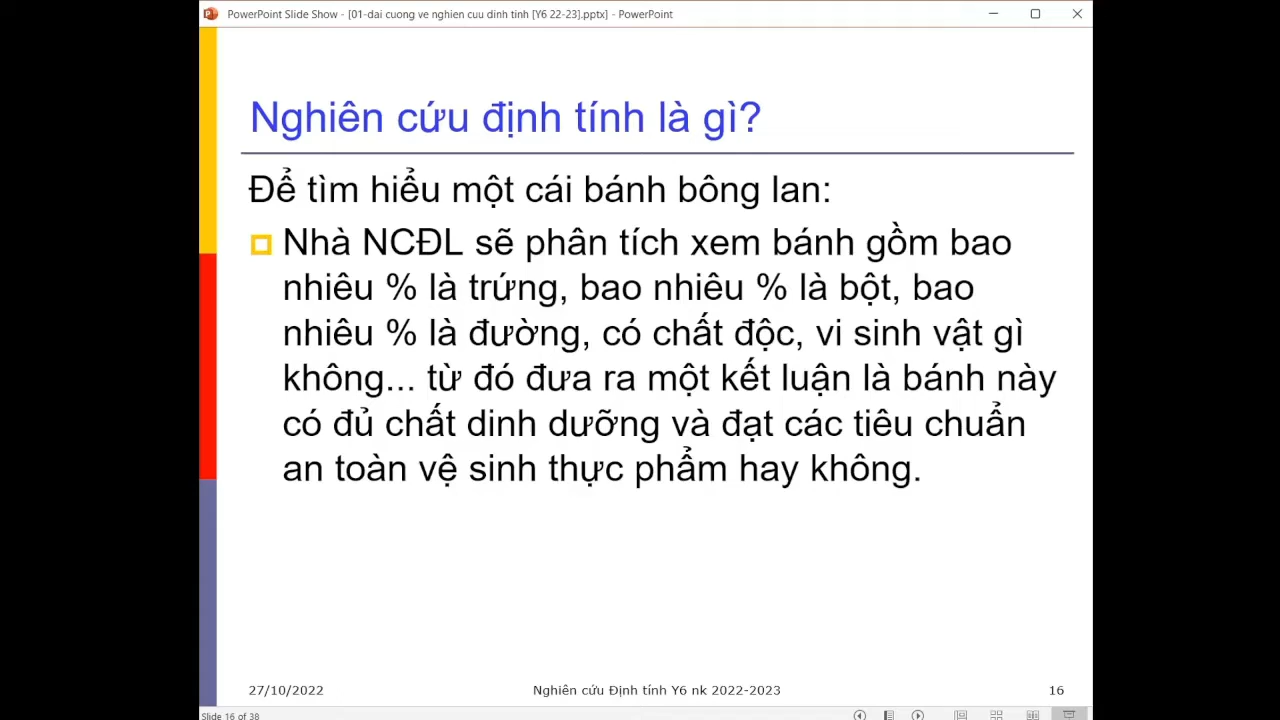 PowerPoint Slide Show - [01-dai cuong ve nghien cuu dinh tinh [Y6 22-23].pptx] - PowerPoint
Nghiên cứu định tính là gì?
Để tìm hiểu một cái bánh bông lan:
Nhà NCĐL sẽ phân tích xem bánh gồm bao
nhiêu % là trứng, bao nhiêu % là bột, bao
nhiêu % là đường, có chất độc, vi sinh vật gì
không... từ đó đưa ra một kết luận là bánh này
có đủ chất dinh dưỡng và đạt các tiêu chuẩn
an toàn vệ sinh thực phẩm hay không.
27/10/2022 Nghiên cứu Định tính Y6 nk 2022-2023 16
Slide 16 of 38